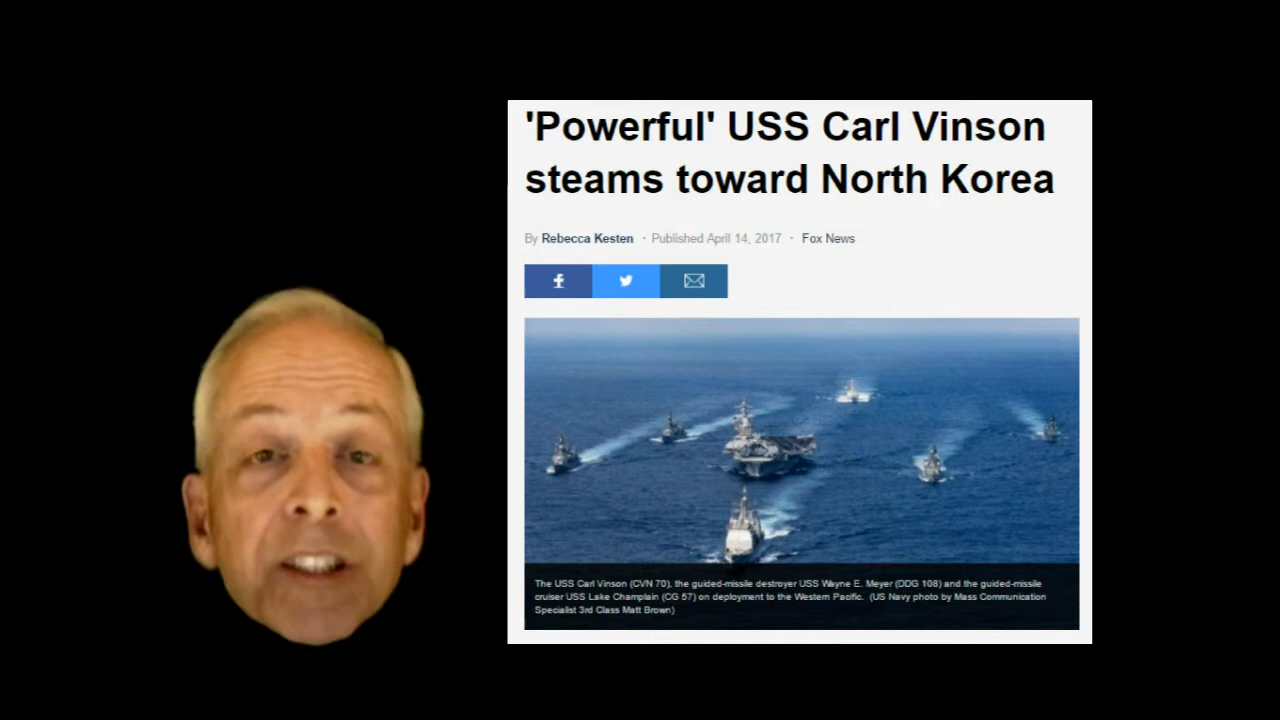 'Powerful' USS Carl Vinson
steams toward North Korea
By Rebecca Kesten · Published April 14, 2017 · Fox News
The USS Carl Vinson (CVN 70), the guided-missile destroyer USS Wayne E. Meyer (DDG 108) and the guided-missile
cruiser USS Lake Champlain (CG 57) on deployment to the Western Pacific. (US Navy photo by Mass Communication
Specialist 3rd Class Matt Brown)